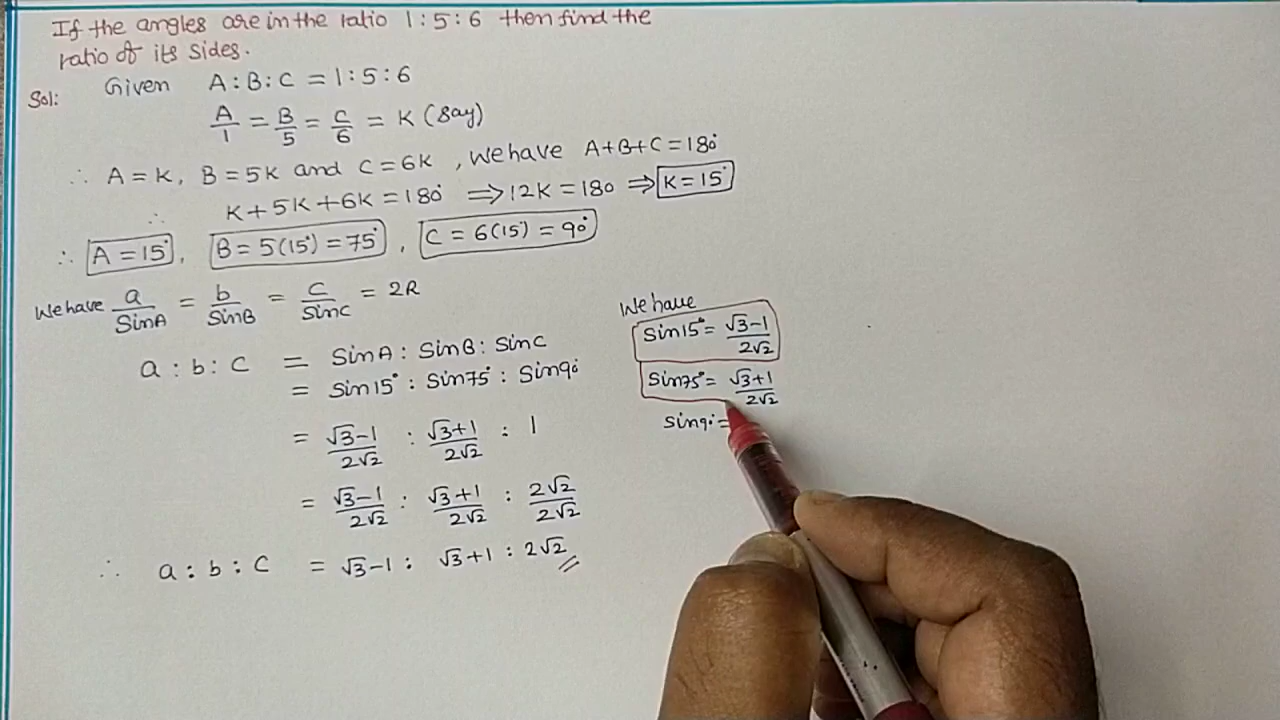 If the angles are in the ratio 1 : 5 : 6 then find the
ratio of its sides.
Sol: Given A : B : C = 1 : 5 : 6
A/1 = B/5 = C/6 = K (Say)
∴ A = K, B = 5K and C = 6K , We have A+B+C = 180°
∴ K + 5K + 6K = 180° ⇒ 12K = 180 ⇒ K = 15°
∴ A = 15°, B = 5(15°) = 75°, C = 6(15) = 90°
We have a/SinA = b/SinB = c/SinC = 2R
a : b : C = SinA : SinB : SinC
= Sin15° : Sin75° : Sin90°
= √3-1/2√2 : √3+1/2√2 : 1
= √3-1/2√2 : √3+1/2√2 : 2√2/2√2
∴ a : b : C = √3-1 : √3+1 : 2√2
We have
Sin15° = √3-1/2√2
Sin75° = √3+1/2√2
Sin90° =